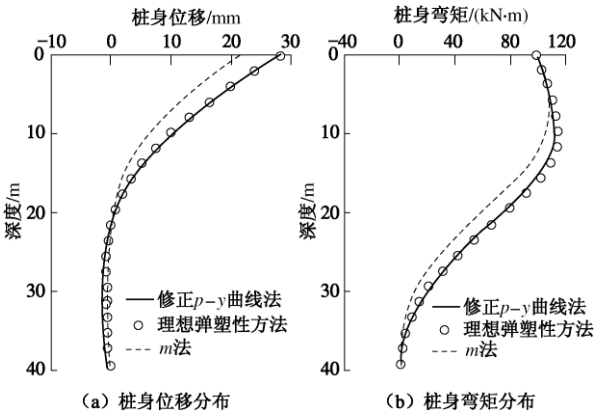 桩身位移/mm
-10 0 10 20 30
0
10
20
30
40
深度/m
修正p-y曲线法
理想弹塑性方法
m法
(a) 桩身位移分布
桩身弯矩/(kN·m)
-40 0 40 80 120
0
10
20
30
40
深度/m
修正p-y曲线法
理想弹塑性方法
m法
(b) 桩身弯矩分布